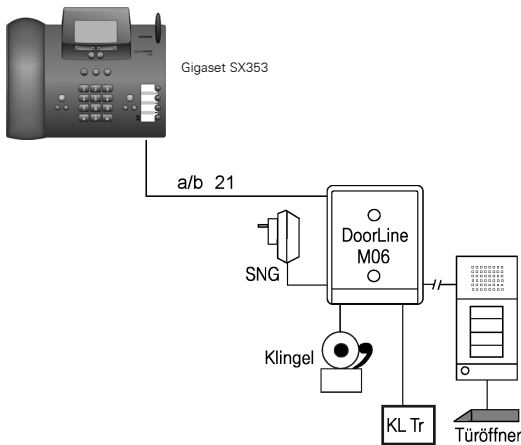 Gigaset SX353
a/b 21
DoorLine
M06
SNG
Klingel
KL Tr
Türöffner